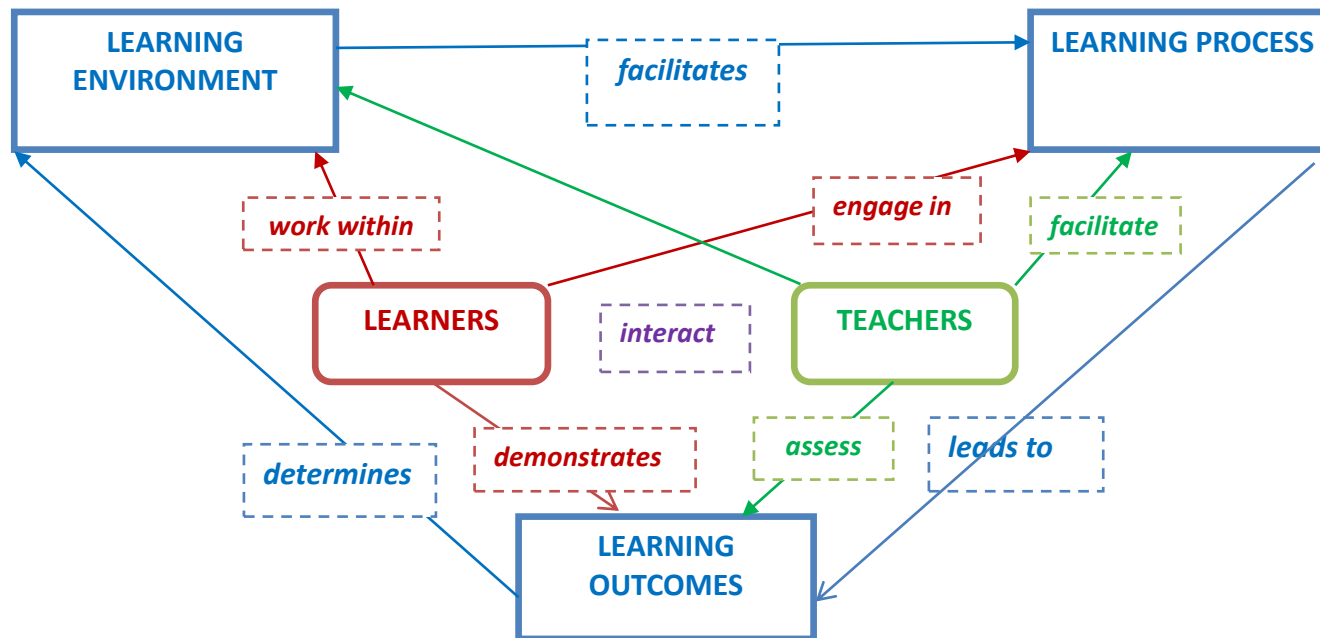 LEARNING
ENVIRONMENT
facilitates
LEARNING PROCESS
work within
engage in
facilitate
LEARNERS
interact
TEACHERS
determines
demonstrates
assess
leads to
LEARNING
OUTCOMES